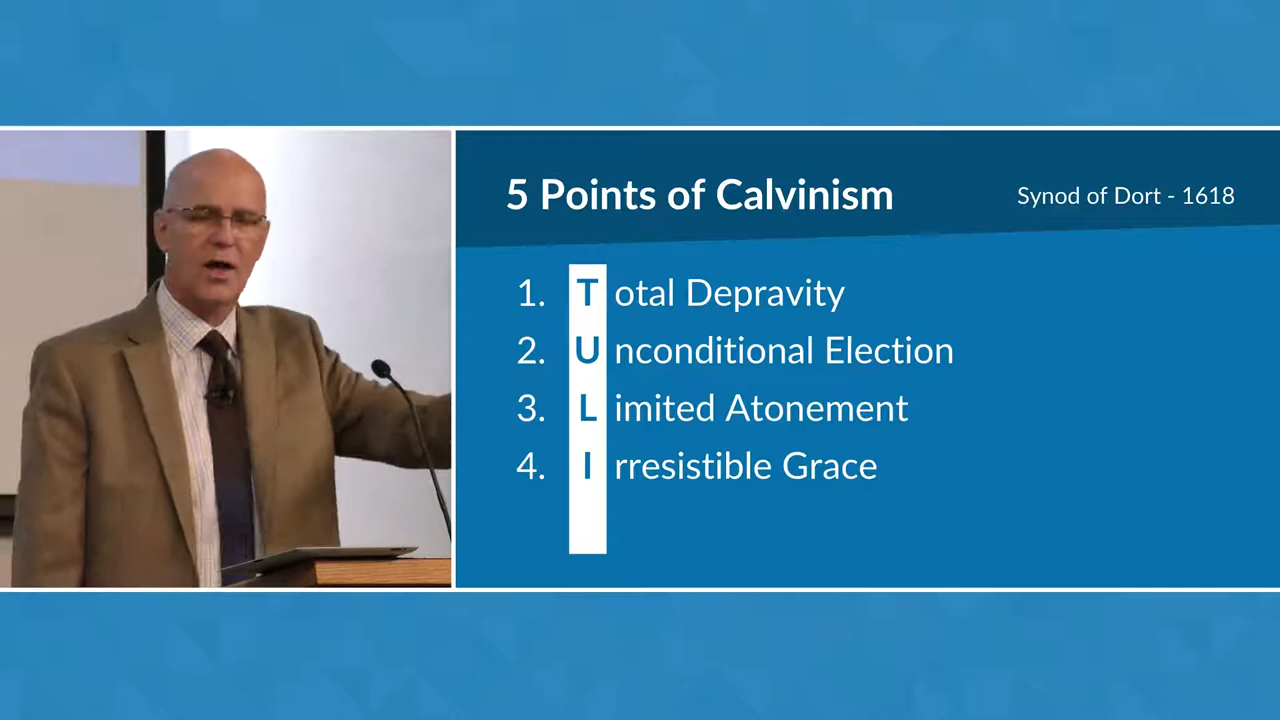 5 Points of Calvinism
Synod of Dort - 1618
1. Total Depravity
2. Unconditional Election
3. Limited Atonement
4. Irresistible Grace